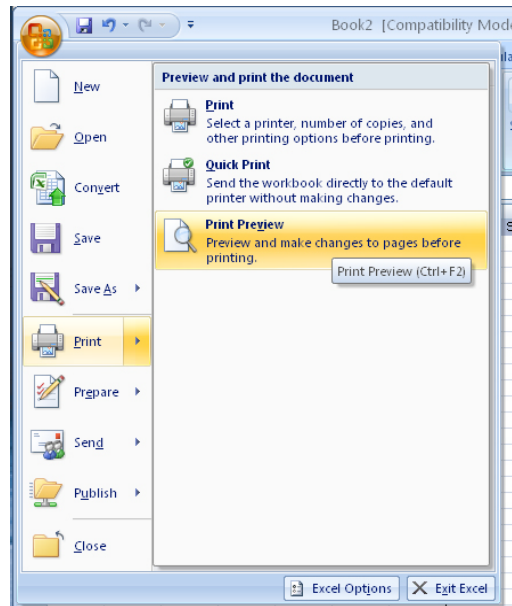 Book2 [Compatibility Mod
New
Open
Convert
Save
Save As
Print
Prepare
Send
Publish
Close
Preview and print the document
Print
Select a printer, number of copies, and
other printing options before printing.
Quick Print
Send the workbook directly to the default
printer without making changes.
Print Preview
Preview and make changes to pages before
printing.
Print Preview (Ctrl+F2)
Excel Options
Exit Excel